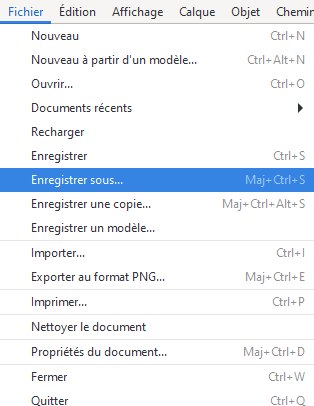 Fichier Édition Affichage Calque Objet
Nouveau Ctrl+N
Nouveau à partir d'un modèle... Ctrl+Alt+N
Ouvrir... Ctrl+O
Documents récents
Recharger
Enregistrer Ctrl+S
Enregistrer sous... Maj+Ctrl+S
Enregistrer une copie... Maj+Ctrl+Alt+S
Enregistrer un modèle...
Importer... Ctrl+I
Exporter au format PNG... Maj+Ctrl+E
Imprimer... Ctrl+P
Nettoyer le document
Propriétés du document... Maj+Ctrl+D
Fermer Ctrl+W
Quitter Ctrl+Q